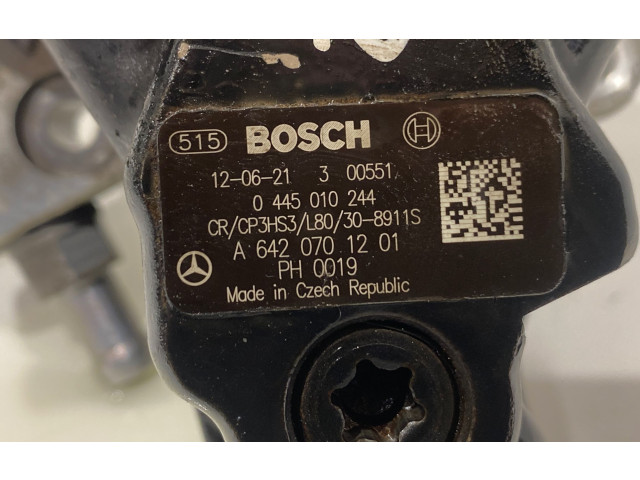 515 BOSCH
12-06-21 3 00551
0 445 010 244
CR/CP3HS3/L80/30-8911S
A 642 070 12 01
PH 0019
Made in Czech Republic